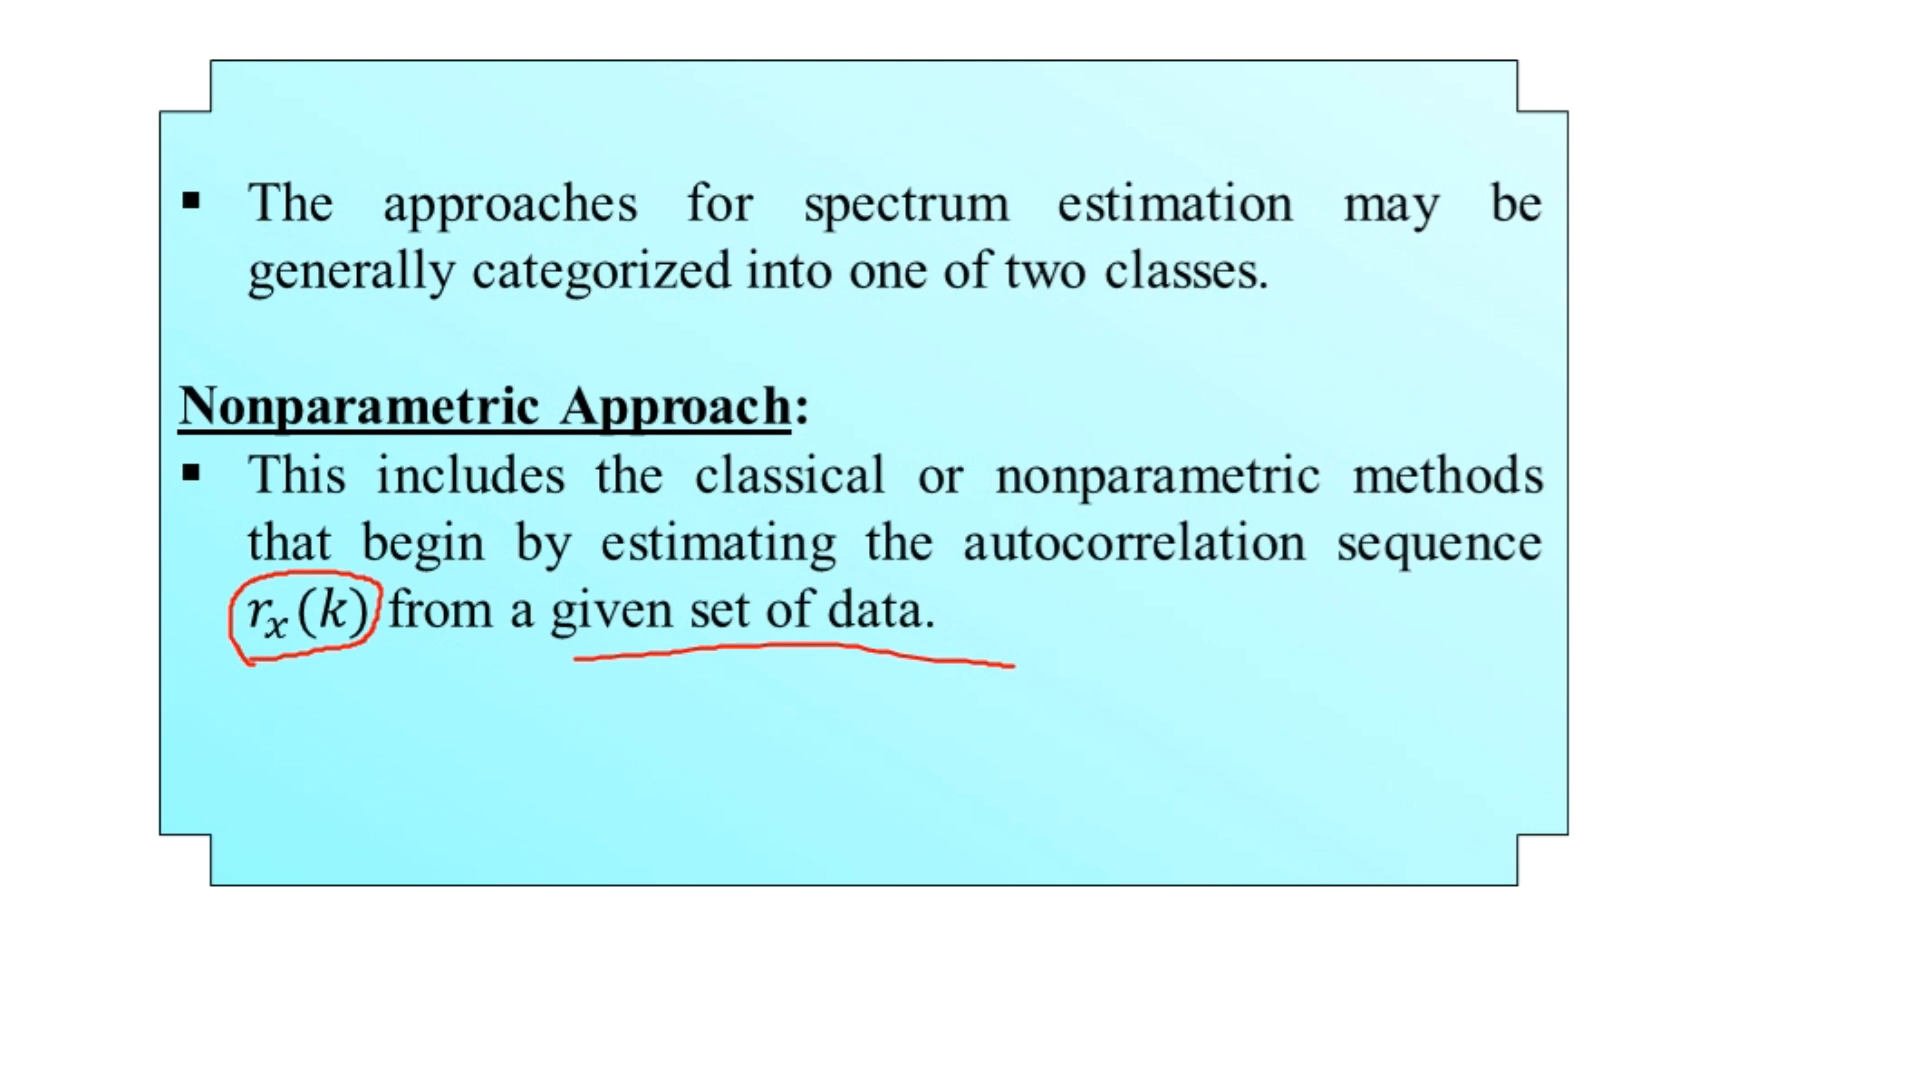 ▪ The approaches for spectrum estimation may be
generally categorized into one of two classes.
Nonparametric Approach:
▪ This includes the classical or nonparametric methods
that begin by estimating the autocorrelation sequence
rₓ(k) from a given set of data.